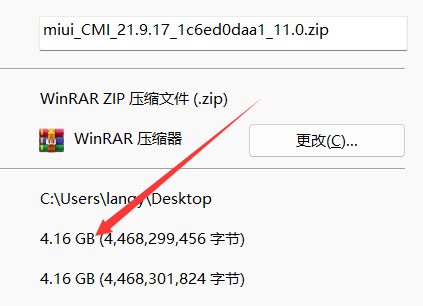 miui_CMI_21.9.17_1c6ed0daa1_11.0.zip
WinRAR ZIP 压缩文件 (.zip)
WinRAR 压缩器
更改(C)...
C:\Users\langy\Desktop
4.16 GB (4,468,299,456 字节)
4.16 GB (4,468,301,824 字节)